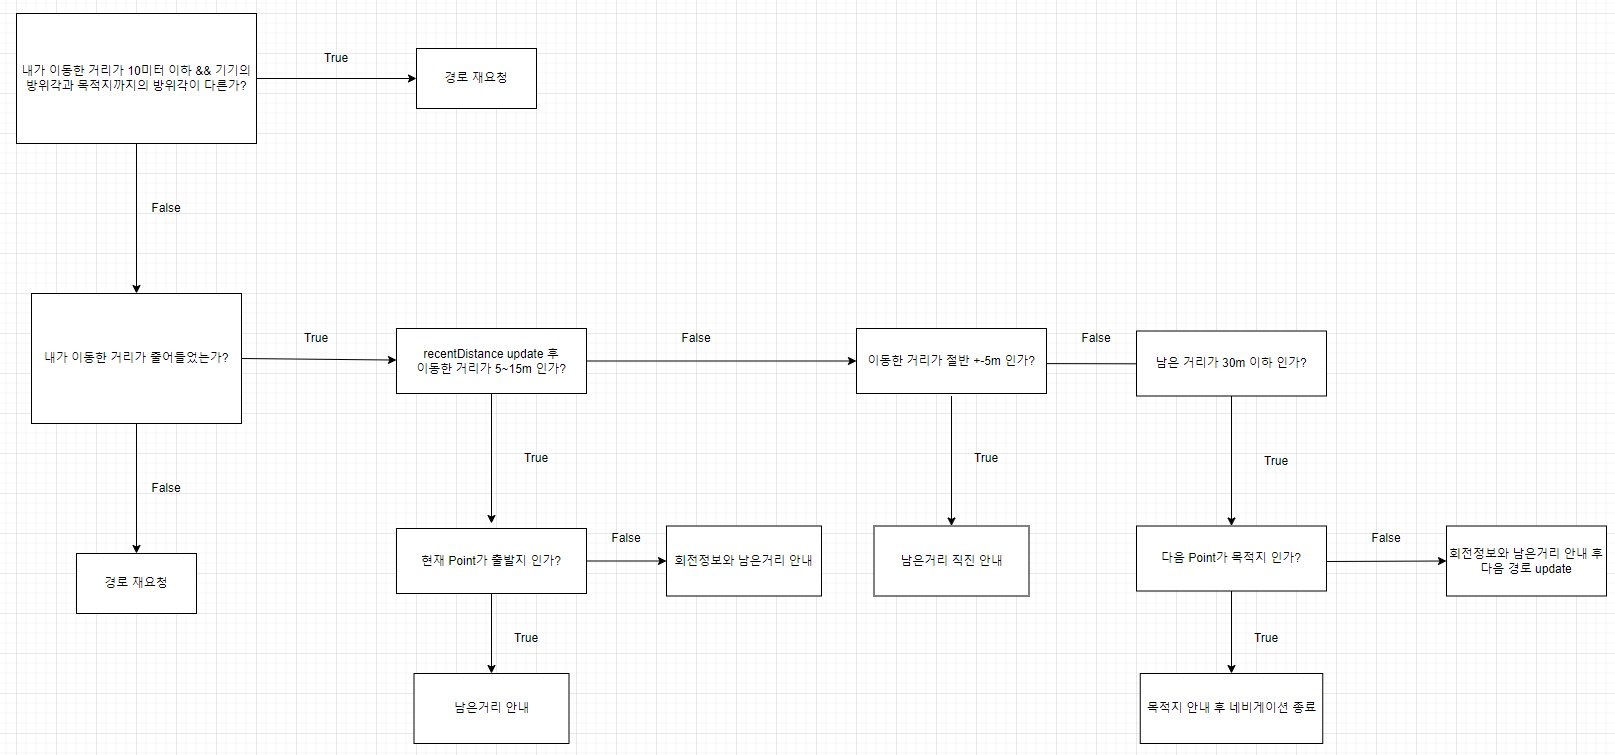 내가 이동한 거리가 10미터 이하 && 기기의
방위각과 목적지까지의 방위각이 다른가?
True
경로 재요청
False
내가 이동한 거리가 줄어들었는가?
True
recentDistance update 후
이동한 거리가 5~15m 인가?
False
이동한 거리가 절반 +-5m 인가?
False
남은 거리가 30m 이하 인가?
False
경로 재요청
True
현재 Point가 출발지 인가?
False
회전정보와 남은거리 안내
True
남은거리 안내
True
남은거리 직진 안내
True
다음 Point가 목적지 인가?
False
회전정보와 남은거리 안내 후
다음 경로 update
True
목적지 안내 후 네비게이션 종료